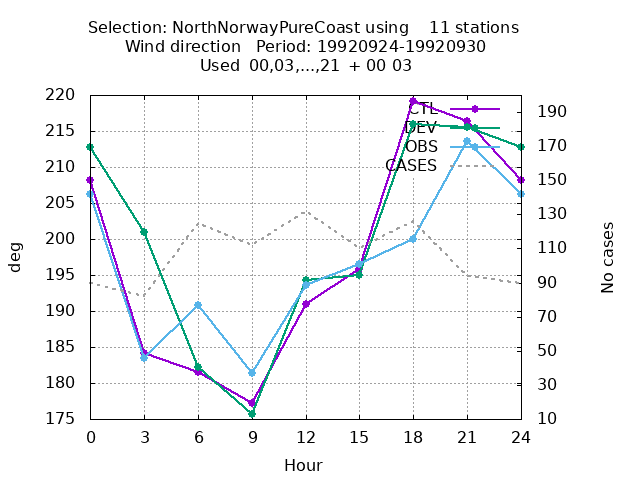 Selection: NorthNorwayPureCoast using    11 stations
Wind direction   Period: 19920924-19920930
Used  00,03,...,21  + 00 03
220
215
210
205
200
195
190
185
180
175
deg
190
170
150
130
110
90
70
50
30
10
No cases
CTL
DEV
OBS
CASES
0 3 6 9 12 15 18 21 24
Hour